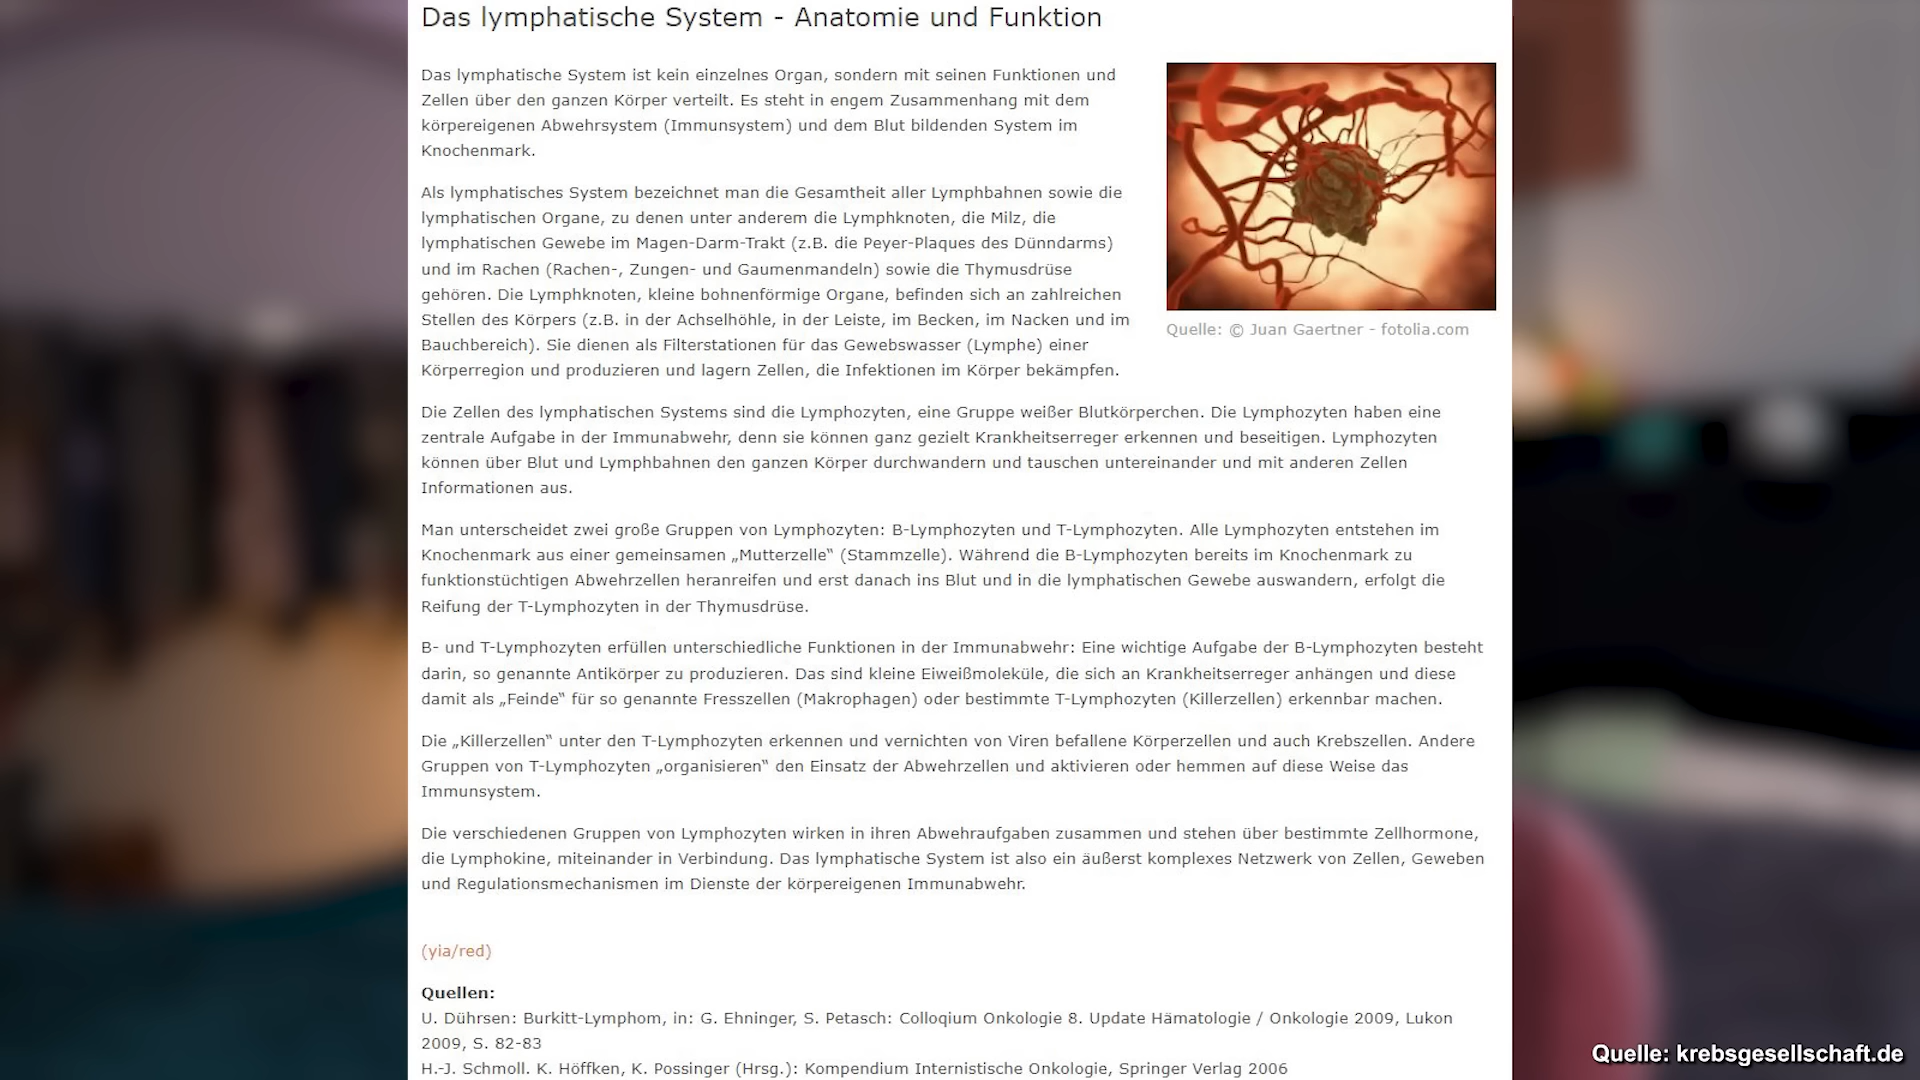 Das lymphatische System - Anatomie und Funktion
Das lymphatische System ist kein einzelnes Organ, sondern mit seinen Funktionen und
Zellen über den ganzen Körper verteilt. Es steht in engem Zusammenhang mit dem
körpereigenen Abwehrsystem (Immunsystem) und dem Blut bildenden System im
Knochenmark.
Als lymphatisches System bezeichnet man die Gesamtheit aller Lymphbahnen sowie die
lymphatischen Organe, zu denen unter anderem die Lymphknoten, die Milz, die
lymphatischen Gewebe im Magen-Darm-Trakt (z.B. die Peyer-Plaques des Dünndarms)
und im Rachen (Rachen-, Zungen- und Gaumenmandeln) sowie die Thymusdrüse
gehören. Die Lymphknoten, kleine bohnenförmige Organe, befinden sich an zahlreichen
Stellen des Körpers (z.B. in der Achselhöhle, in der Leiste, im Becken, im Nacken und im
Bauchbereich). Sie dienen als Filterstationen für das Gewebswasser (Lymphe) einer
Körperregion und produzieren und lagern Zellen, die Infektionen im Körper bekämpfen.
Quelle: © Juan Gaertner - fotolia.com
Die Zellen des lymphatischen Systems sind die Lymphozyten, eine Gruppe weißer Blutkörperchen. Die Lymphozyten haben eine
zentrale Aufgabe in der Immunabwehr, denn sie können ganz gezielt Krankheitserreger erkennen und beseitigen. Lymphozyten
können über Blut und Lymphbahnen den ganzen Körper durchwandern und tauschen untereinander und mit anderen Zellen
Informationen aus.
Man unterscheidet zwei große Gruppen von Lymphozyten: B-Lymphozyten und T-Lymphozyten. Alle Lymphozyten entstehen im
Knochenmark aus einer gemeinsamen „Mutterzelle“ (Stammzelle). Während die B-Lymphozyten bereits im Knochenmark zu
funktionstüchtigen Abwehrzellen heranreifen und erst danach ins Blut und in die lymphatischen Gewebe auswandern, erfolgt die
Reifung der T-Lymphozyten in der Thymusdrüse.
B- und T-Lymphozyten erfüllen unterschiedliche Funktionen in der Immunabwehr: Eine wichtige Aufgabe der B-Lymphozyten besteht
darin, so genannte Antikörper zu produzieren. Das sind kleine Eiweißmoleküle, die sich an Krankheitserreger anhängen und diese
damit als „Feinde“ für so genannte Fresszellen (Makrophagen) oder bestimmte T-Lymphozyten (Killerzellen) erkennbar machen.
Die „Killerzellen“ unter den T-Lymphozyten erkennen und vernichten von Viren befallene Körperzellen und auch Krebszellen. Andere
Gruppen von T-Lymphozyten „organisieren“ den Einsatz der Abwehrzellen und aktivieren oder hemmen auf diese Weise das
Immunsystem.
Die verschiedenen Gruppen von Lymphozyten wirken in ihren Abwehraufgaben zusammen und stehen über bestimmte Zellhormone,
die Lymphokine, miteinander in Verbindung. Das lymphatische System ist also ein äußerst komplexes Netzwerk von Zellen, Geweben
und Regulationsmechanismen im Dienste der körpereigenen Immunabwehr.
(yia/red)
Quellen:
U. Dührsen: Burkitt-Lymphom, in: G. Ehninger, S. Petasch: Colloqium Onkologie 8. Update Hämatologie / Onkologie 2009, Lukon
2009, S. 82-83
H.-J. Schmoll. K. Höffken, K. Possinger (Hrsg.): Kompendium Internistische Onkologie, Springer Verlag 2006
Quelle: krebsgesellschaft.de